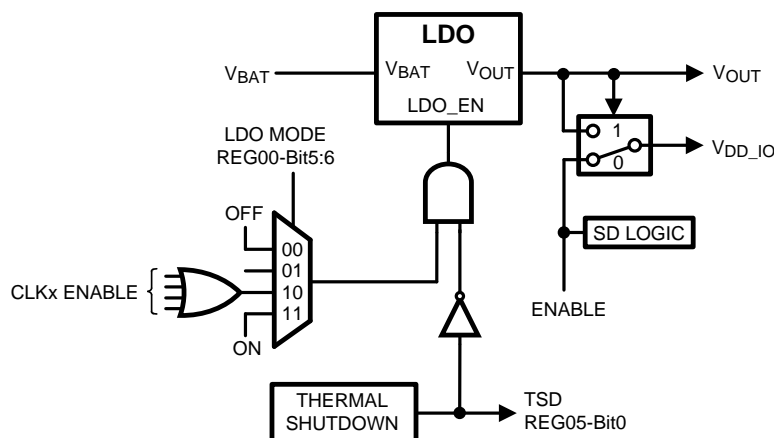 LDO
VBAT
VBAT
VOUT
VOUT
LDO_EN
LDO MODE
REG00-Bit5:6
1
0
VDD_IO
OFF
00
01
10
11
CLKx ENABLE
ON
SD LOGIC
ENABLE
THERMAL
SHUTDOWN
TSD
REG05-Bit0